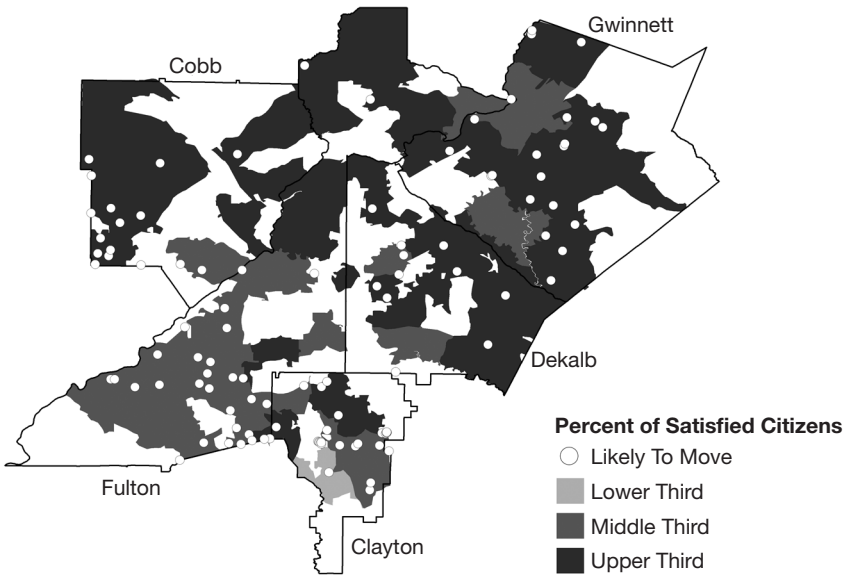 Gwinnett
Cobb
Dekalb
Fulton
Clayton
Percent of Satisfied Citizens
Likely To Move
Lower Third
Middle Third
Upper Third